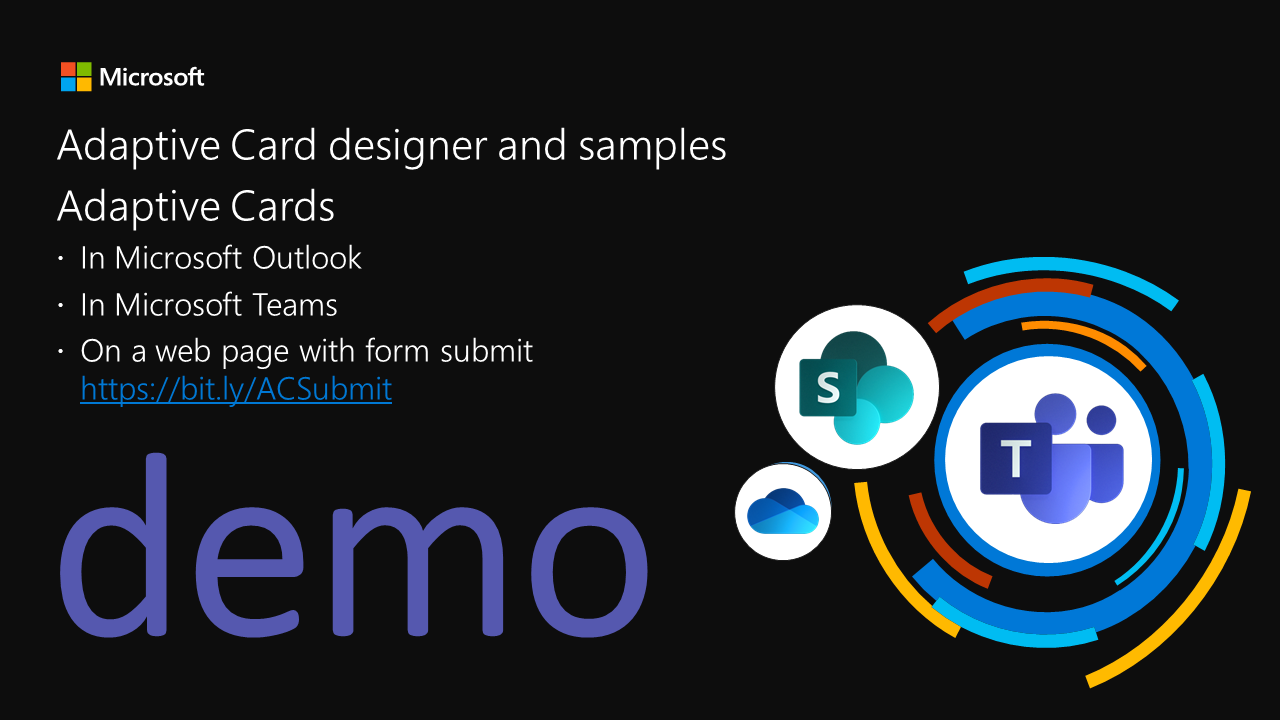 Microsoft
Adaptive Card designer and samples
Adaptive Cards
· In Microsoft Outlook
· In Microsoft Teams
· On a web page with form submit
https://bit.ly/ACSubmit
S
T
demo